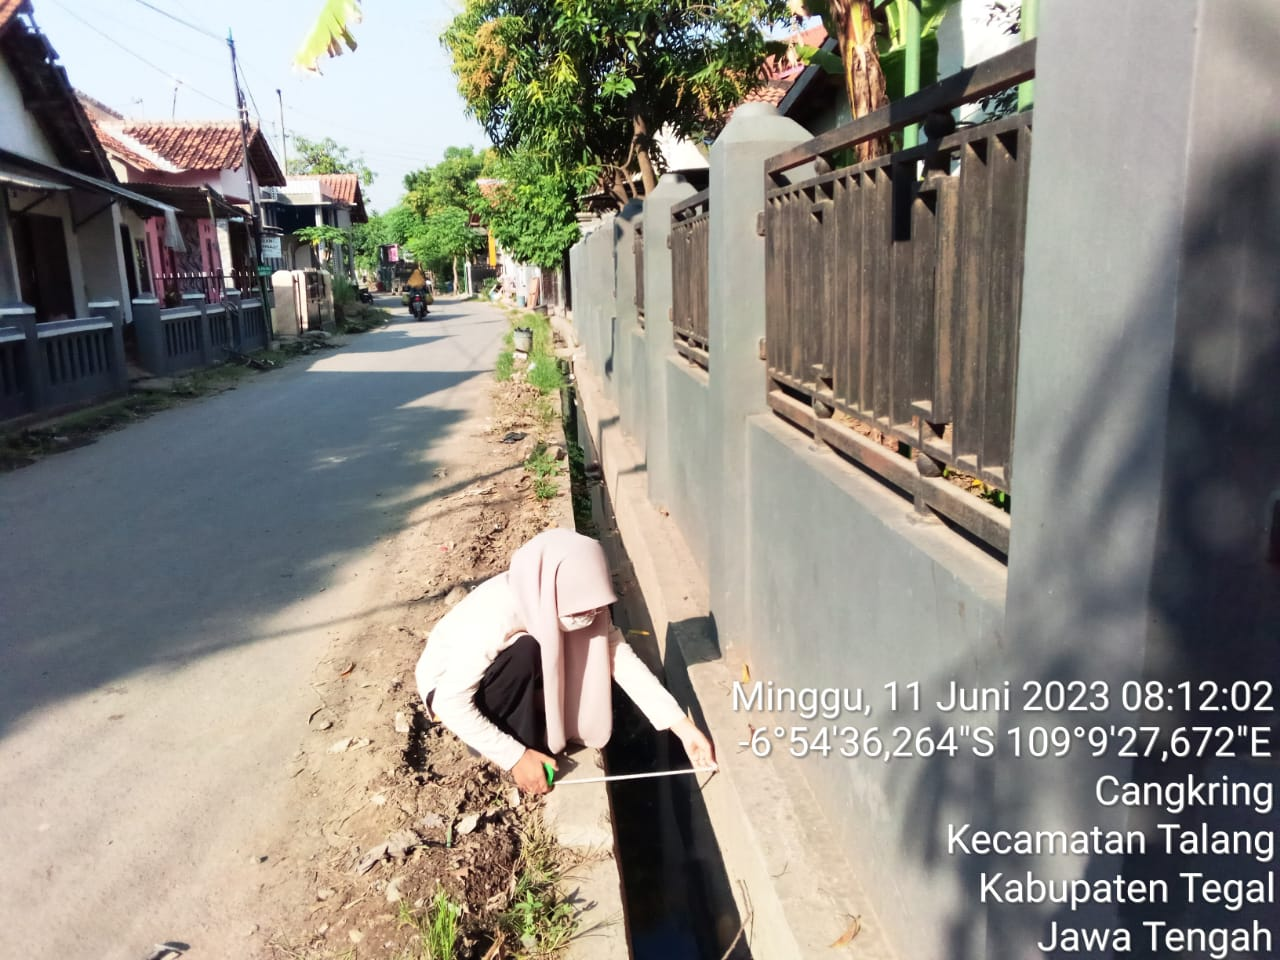 Minggu, 11 Juni 2023 08:12:02
-6°54'36,264"S 109°9'27,672"E
Cangkring
Kecamatan Talang
Kabupaten Tegal
Jawa Tengah